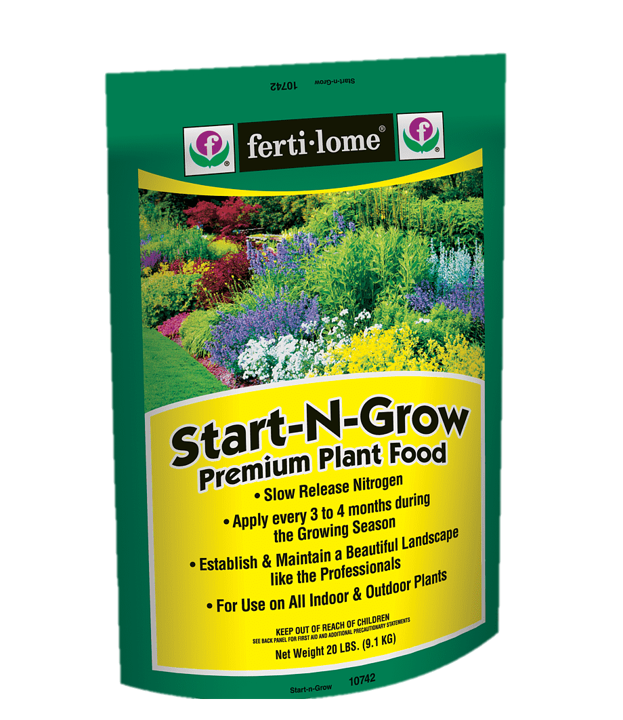 10742 Start-n-Grow
f ® ferti·lome® f ®
Start-N-Grow
Premium Plant Food
• Slow Release Nitrogen
• Apply every 3 to 4 months during
the Growing Season
• Establish & Maintain a Beautiful Landscape
like the Professionals
• For Use on All Indoor & Outdoor Plants
KEEP OUT OF REACH OF CHILDREN
SEE BACK PANEL FOR FIRST AID AND ADDITIONAL PRECAUTIONARY STATEMENTS
Net Weight 20 LBS. (9.1 KG)
Start-n-Grow 10742